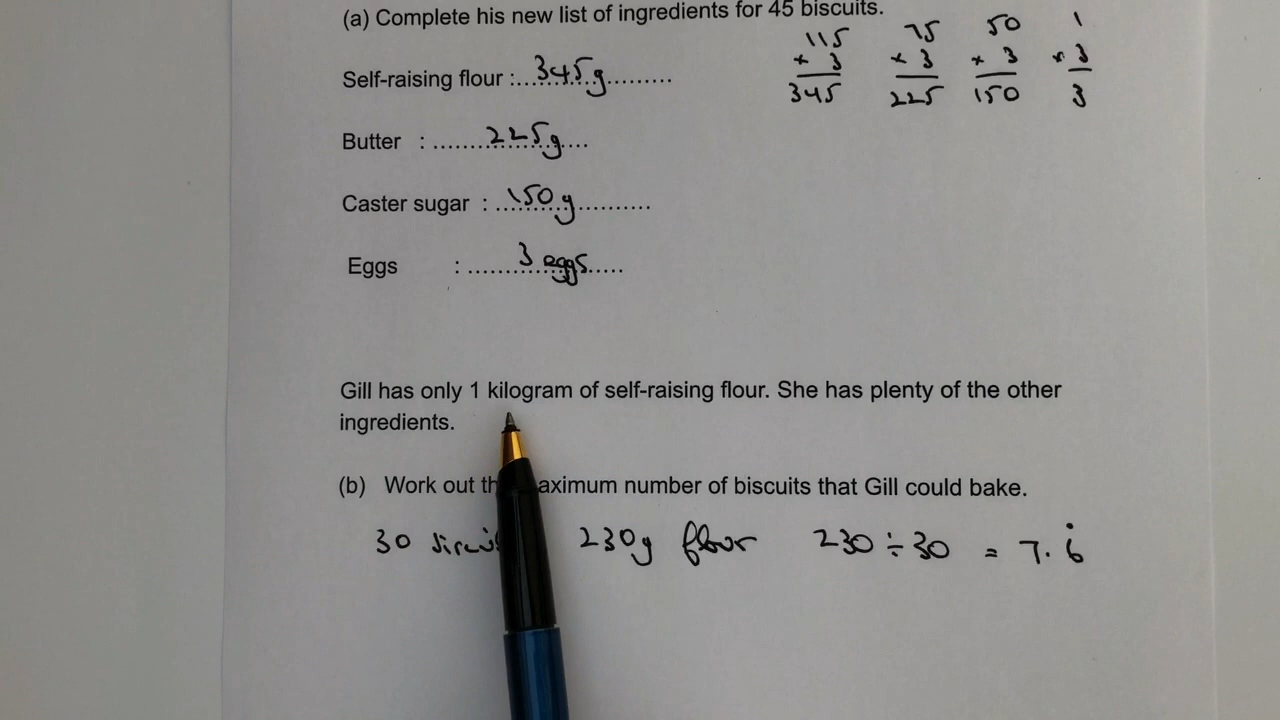 (a) Complete his new list of ingredients for 45 biscuits.
115 75 50 1
× 3 × 3 × 3 × 3
345 225 150 3
Self-raising flour :...345g.........
Butter : .......225g....
Caster sugar : ...150g..........
Eggs : .......3 eggs.....
Gill has only 1 kilogram of self-raising flour. She has plenty of the other
ingredients.
(b) Work out aximum number of biscuits that Gill could bake.
30 230g flour 230 ÷ 30 = 7.6̇